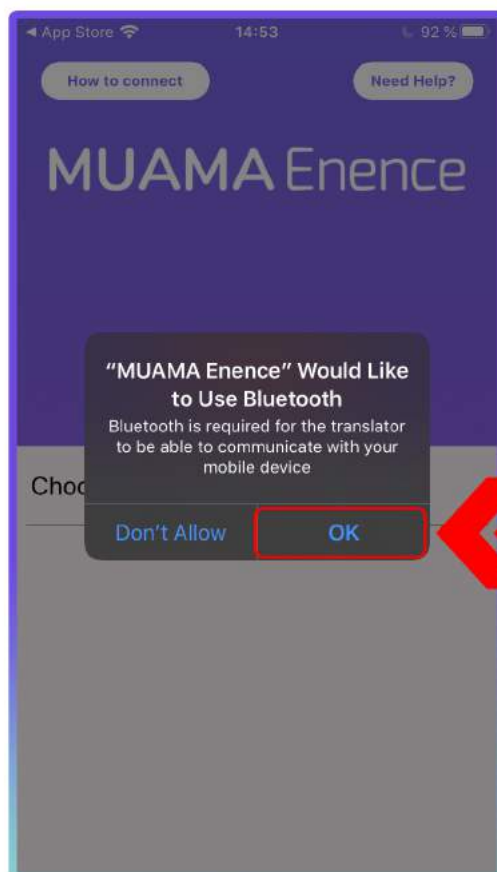 App Store 14:53 92 %
How to connect Need Help?
MUAMA Enence
“MUAMA Enence” Would Like
to Use Bluetooth
Bluetooth is required for the translator
to be able to communicate with your
mobile device
Choo
Don't Allow OK